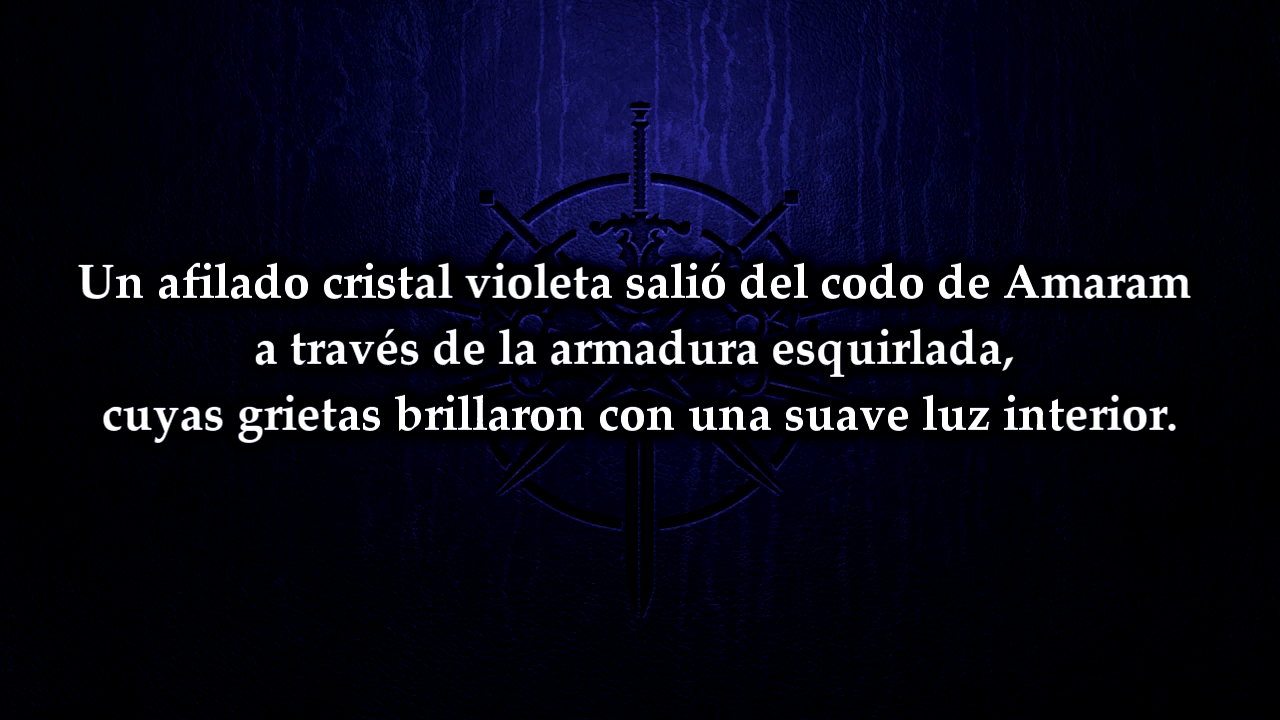 Un afilado cristal violeta salió del codo de Amaram
a través de la armadura esquirlada,
cuyas grietas brillaron con una suave luz interior.